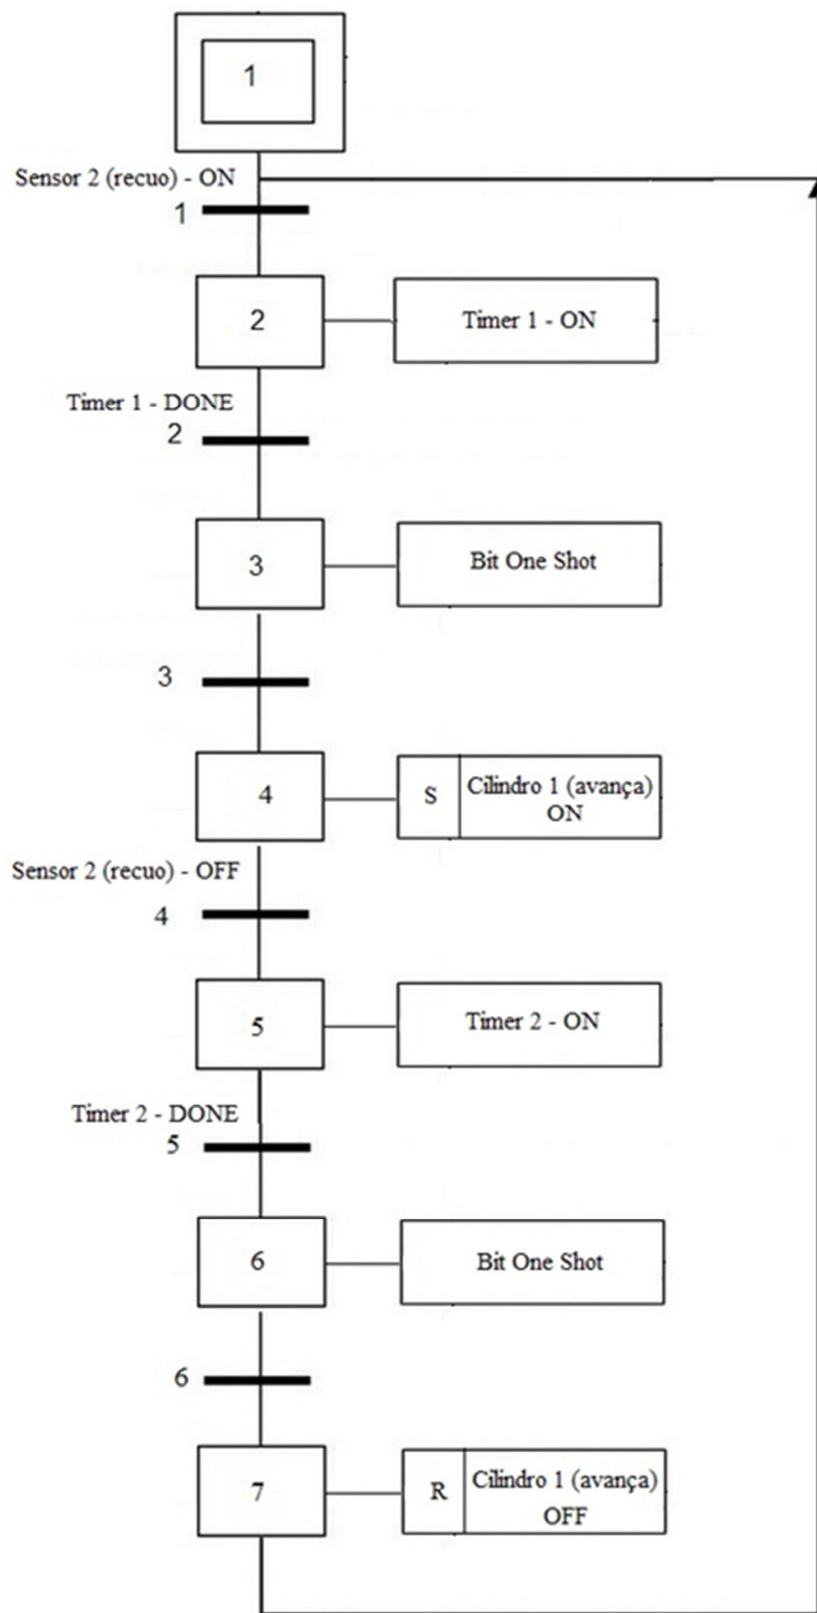 1
Sensor 2 (recuo) - ON
1
2
Timer 1 - ON
Timer 1 - DONE
2
3
Bit One Shot
3
4
S
Cilindro 1 (avança)
ON
Sensor 2 (recuo) - OFF
4
5
Timer 2 - ON
Timer 2 - DONE
5
6
Bit One Shot
6
7
R
Cilindro 1 (avança)
OFF